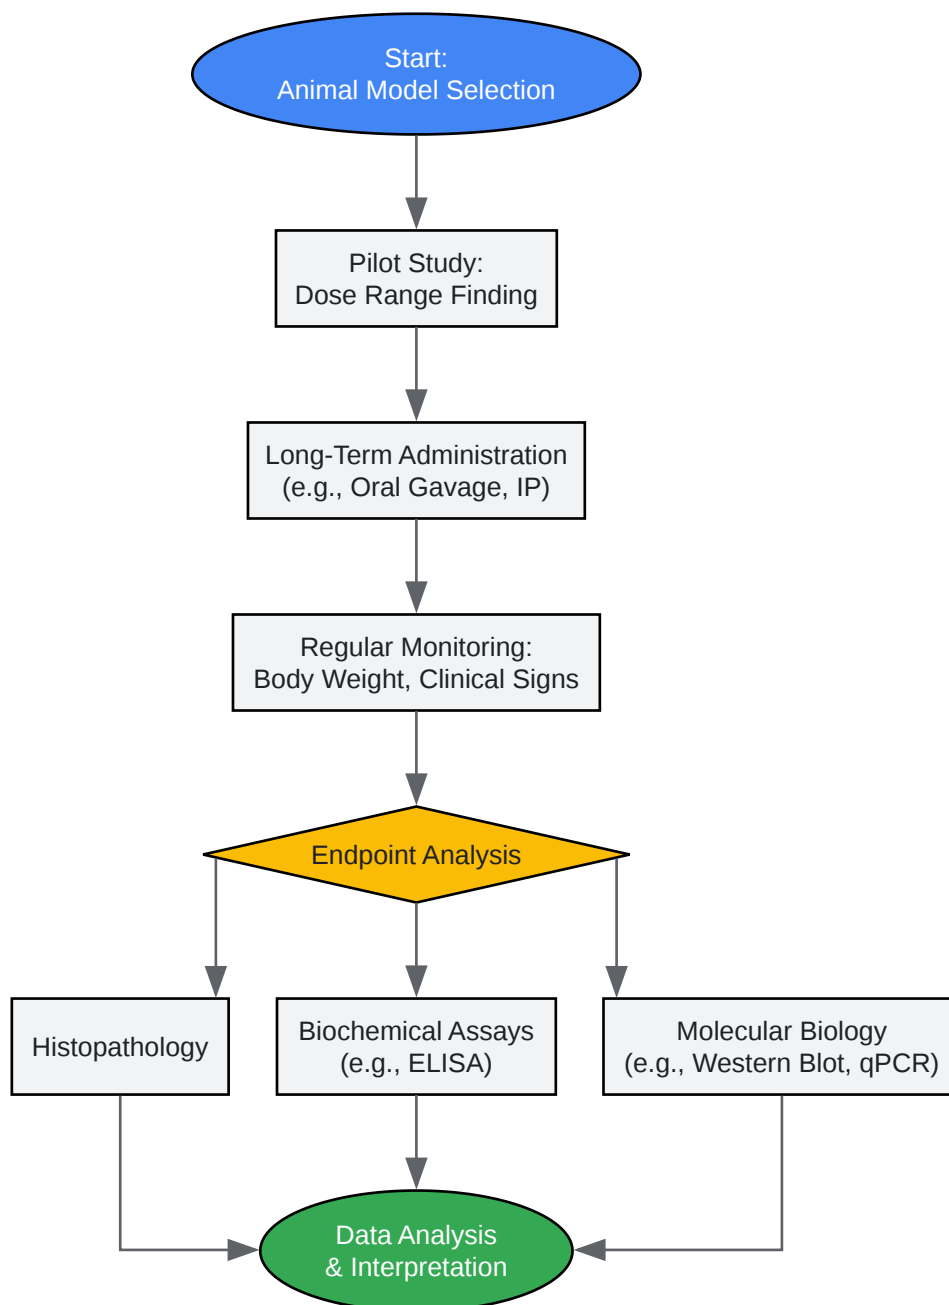 Start:
Animal Model Selection
Pilot Study:
Dose Range Finding
Long-Term Administration
(e.g., Oral Gavage, IP)
Regular Monitoring:
Body Weight, Clinical Signs
Endpoint Analysis
Histopathology
Biochemical Assays
(e.g., ELISA)
Molecular Biology
(e.g., Western Blot, qPCR)
Data Analysis
& Interpretation